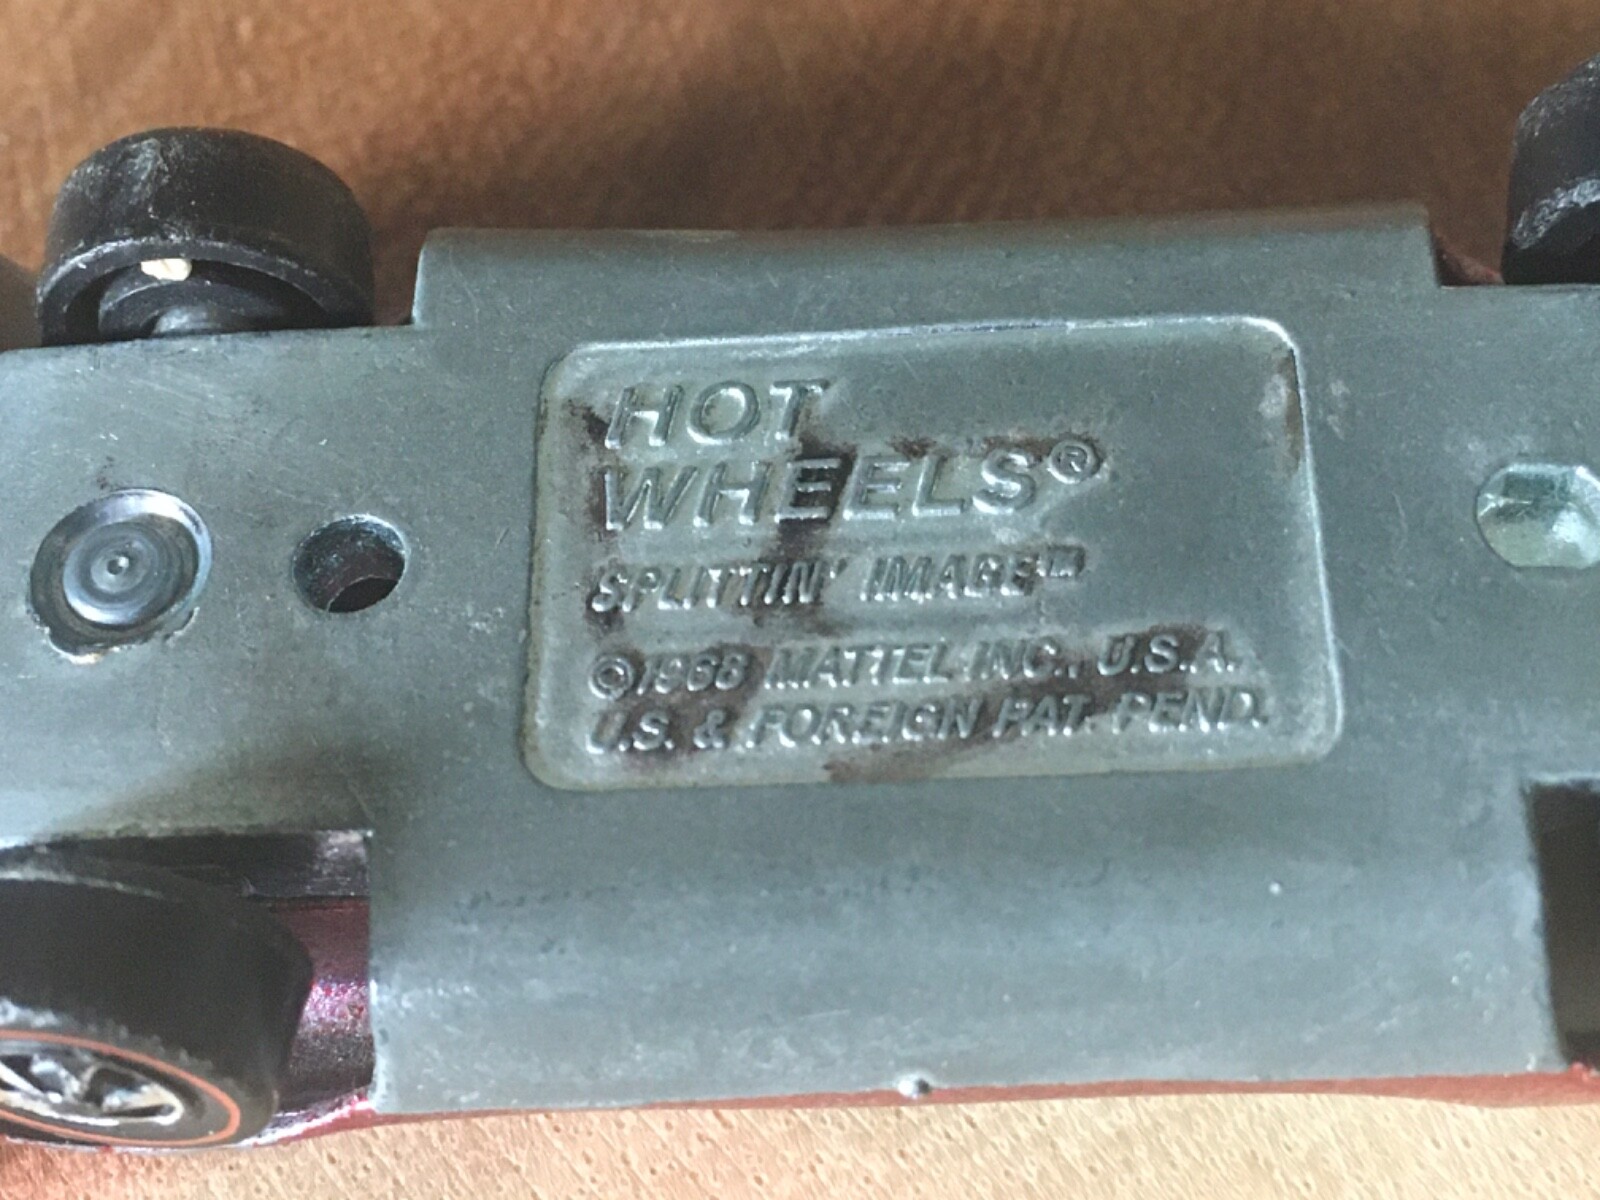 HOT
WHEELS®
SPLITTIN' IMAGE™
©1968 MATTEL INC., U.S.A.
U.S. & FOREIGN PAT. PEND.